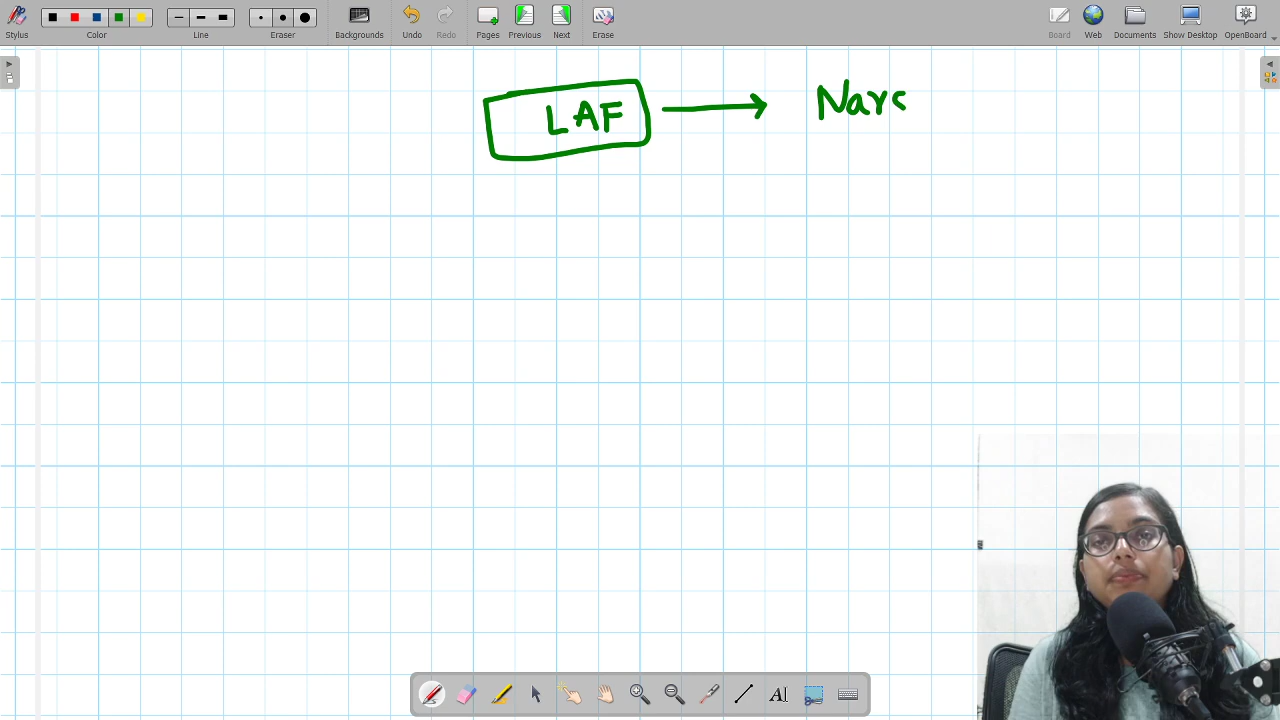 Stylus Color Line Eraser Backgrounds Undo Redo Pages Previous Next Erase Board Web Documents Show Desktop OpenBoard
LAF → Nars
AI